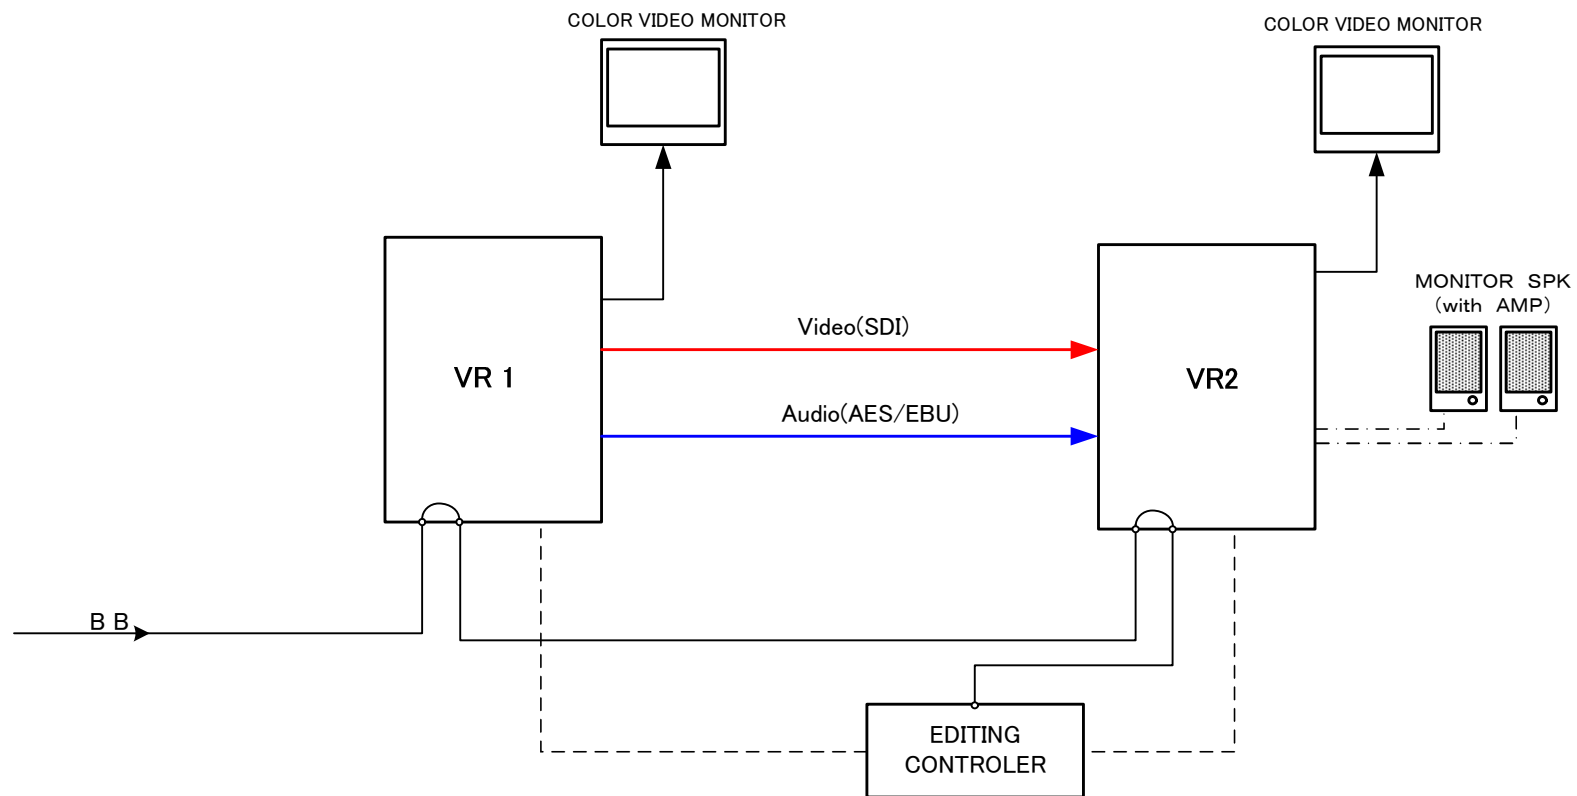 COLOR VIDEO MONITOR
COLOR VIDEO MONITOR
MONITOR SPK
(with AMP)
Video(SDI)
VR 1
VR2
Audio(AES/EBU)
B B
EDITING
CONTROLER